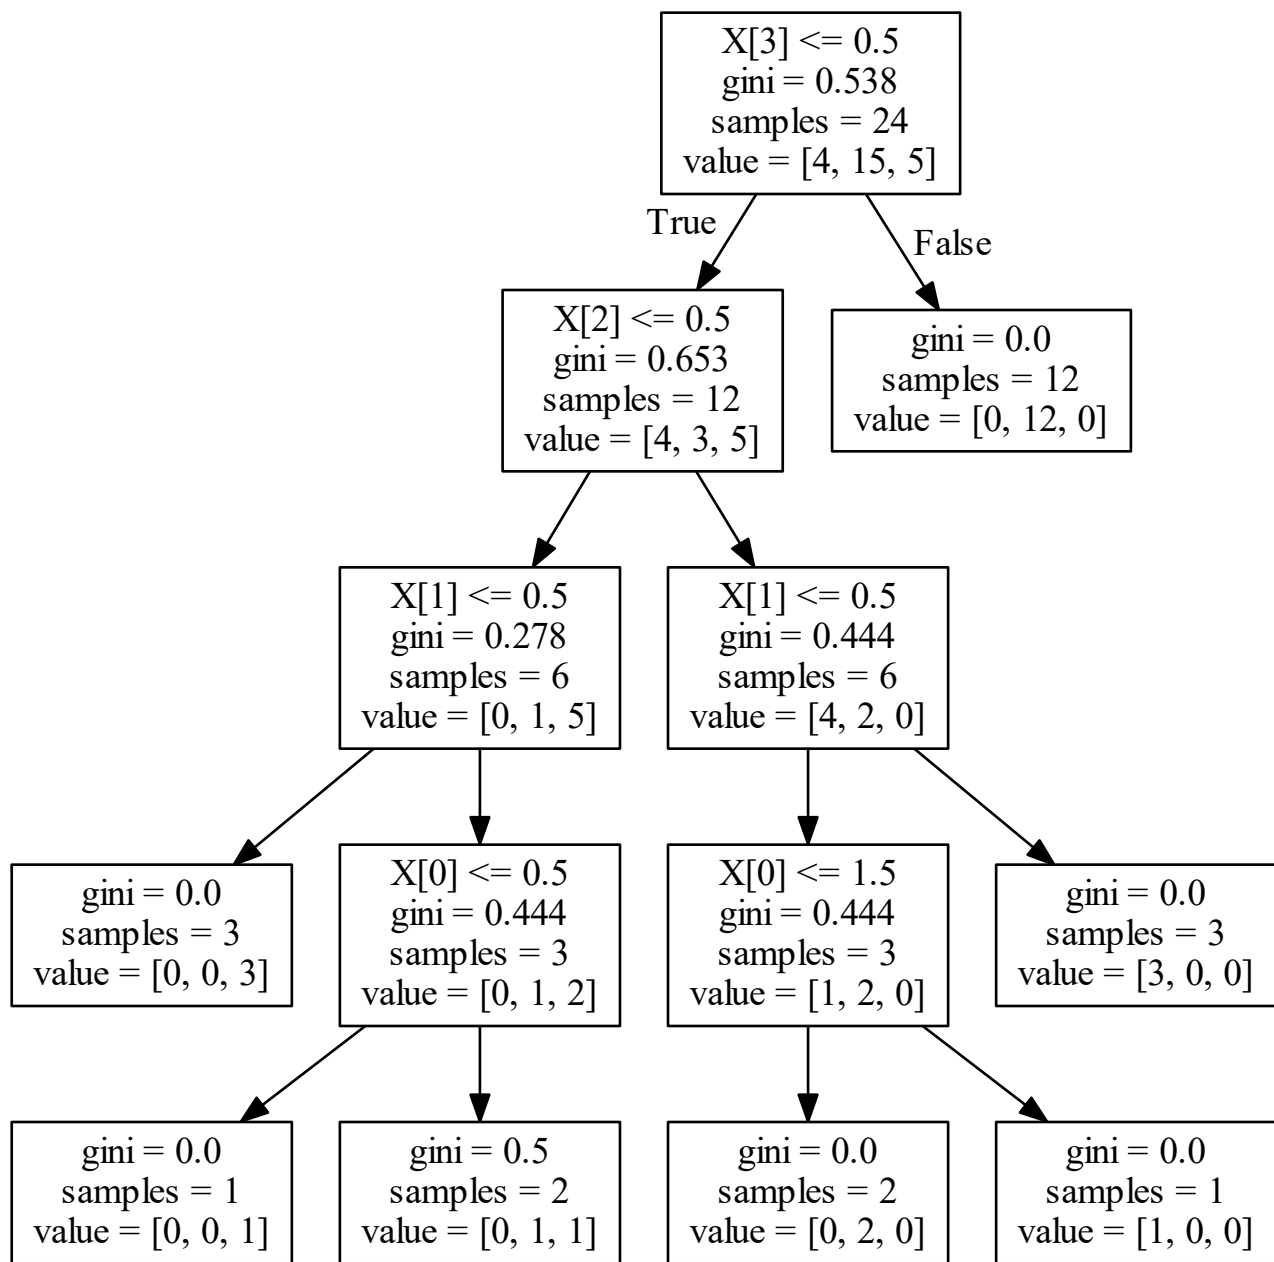 X[3] <= 0.5
gini = 0.538
samples = 24
value = [4, 15, 5]
True
False
X[2] <= 0.5
gini = 0.653
samples = 12
value = [4, 3, 5]
gini = 0.0
samples = 12
value = [0, 12, 0]
X[1] <= 0.5
gini = 0.278
samples = 6
value = [0, 1, 5]
X[1] <= 0.5
gini = 0.444
samples = 6
value = [4, 2, 0]
gini = 0.0
samples = 3
value = [0, 0, 3]
X[0] <= 0.5
gini = 0.444
samples = 3
value = [0, 1, 2]
X[0] <= 1.5
gini = 0.444
samples = 3
value = [1, 2, 0]
gini = 0.0
samples = 3
value = [3, 0, 0]
gini = 0.0
samples = 1
value = [0, 0, 1]
gini = 0.5
samples = 2
value = [0, 1, 1]
gini = 0.0
samples = 2
value = [0, 2, 0]
gini = 0.0
samples = 1
value = [1, 0, 0]